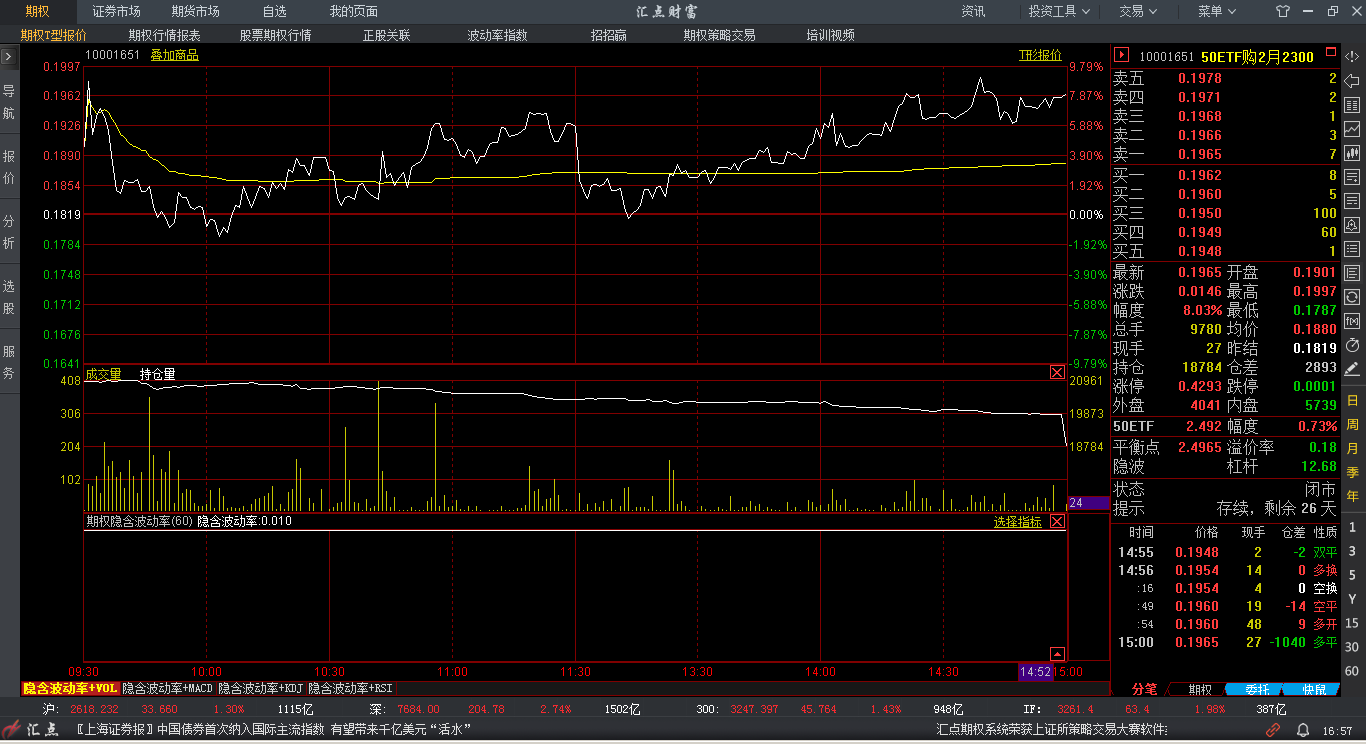 期权 证券市场 期货市场 自选 我的页面 汇点财富 资讯 投资工具 交易 菜单
期权T型报价 期权行情报表 股票期权行情 正股关联 波动率指数 招招赢 期权策略交易 培训视频
导航
报价
分析
选股
服务
10001651 叠加商品 T形报价
0.1997 9.79%
0.1962 7.87%
0.1926 5.88%
0.1890 3.90%
0.1854 1.92%
0.1819 0.00%
0.1784 -1.92%
0.1748 -3.90%
0.1712 -5.88%
0.1676 -7.87%
0.1641 -9.79%
成交量 持仓量
408 20961
306 19873
204 18784
102
24
期权隐含波动率(60) 隐含波动率:0.010 选择指标
09:30 10:00 10:30 11:00 11:30 13:30 14:00 14:30 14:52 15:00
隐含波动率+VOL 隐含波动率+MACD 隐含波动率+KDJ 隐含波动率+RSI
10001651 50ETF购2月2300
卖五 0.1978 2
卖四 0.1971 2
卖三 0.1968 1
卖二 0.1966 3
卖一 0.1965 7
买一 0.1962 8
买二 0.1960 5
买三 0.1950 100
买四 0.1949 60
买五 0.1948 1
最新 0.1965 开盘 0.1901
涨跌 0.0146 最高 0.1997
幅度 8.03% 最低 0.1787
总手 9780 均价 0.1880
现手 27 昨结 0.1819
持仓 18784 仓差 2893
涨停 0.4293 跌停 0.0001
外盘 4041 内盘 5739
50ETF 2.492 幅度 0.73%
平衡点 2.4965 溢价率 0.18
隐波 杠杆 12.68
状态 闭市
提示 存续，剩余 26 天
时间 价格 现手 仓差 性质
14:55 0.1948 2 -2 双平
14:56 0.1954 14 0 多换
:16 0.1954 4 0 空换
:49 0.1960 19 -14 空平
:54 0.1960 48 9 多开
15:00 0.1965 27 -1040 多平
分笔 期权 委托 快鼠
日
周
月
季
年
1
3
5
Y
15
30
60
沪: 2618.232 33.660 1.30% 1115亿 深: 7684.00 204.78 2.74% 1502亿 300: 3247.397 45.764 1.43% 948亿 IF: 3261.4 63.4 1.98% 387亿
汇点 〖上海证券报〗中国债券首次纳入国际主流指数 有望带来千亿美元“活水” 汇点期权系统荣获上证所策略交易大赛软件 16:57